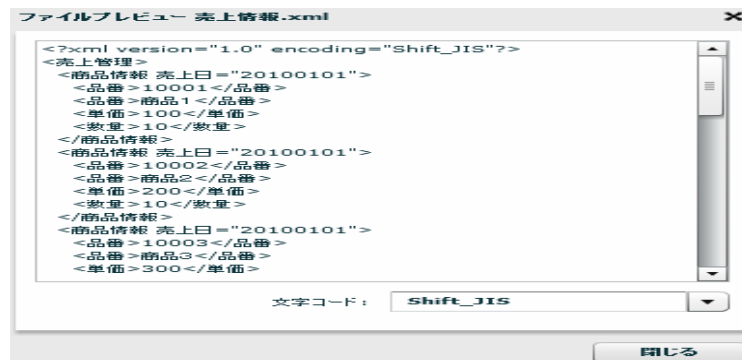 ファイルプレビュー 売上情報.xml
<?xml version="1.0" encoding="Shift_JIS"?>
<売上管理>
<商品情報 売上日="20100101">
<品番>10001</品番>
<品番>商品1</品番>
<単価>100</単価>
<数量>10</数量>
</商品情報>
<商品情報 売上日="20100101">
<品番>10002</品番>
<品番>商品2</品番>
<単価>200</単価>
<数量>10</数量>
</商品情報>
<商品情報 売上日="20100101">
<品番>10003</品番>
<品番>商品3</品番>
<単価>300</単価>
文字コード: Shift_JIS
閉じる